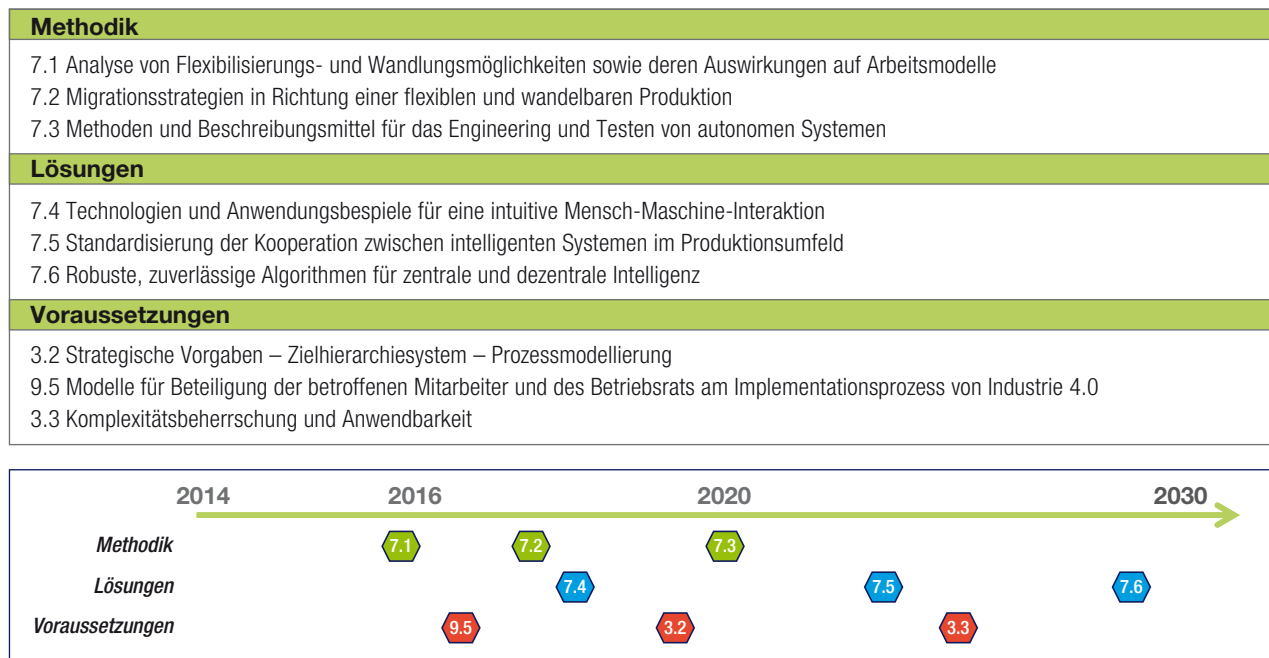 Methodik
7.1 Analyse von Flexibilisierungs- und Wandlungsmöglichkeiten sowie deren Auswirkungen auf Arbeitsmodelle
7.2 Migrationsstrategien in Richtung einer flexiblen und wandelbaren Produktion
7.3 Methoden und Beschreibungsmittel für das Engineering und Testen von autonomen Systemen
Lösungen
7.4 Technologien und Anwendungsbespiele für eine intuitive Mensch-Maschine-Interaktion
7.5 Standardisierung der Kooperation zwischen intelligenten Systemen im Produktionsumfeld
7.6 Robuste, zuverlässige Algorithmen für zentrale und dezentrale Intelligenz
Voraussetzungen
3.2 Strategische Vorgaben – Zielhierarchiesystem – Prozessmodellierung
9.5 Modelle für Beteiligung der betroffenen Mitarbeiter und des Betriebsrats am Implementationsprozess von Industrie 4.0
3.3 Komplexitätsbeherrschung und Anwendbarkeit
2014 2016 2020 2030
Methodik 7.1 7.2 7.3
Lösungen 7.4 7.5 7.6
Voraussetzungen 9.5 3.2 3.3